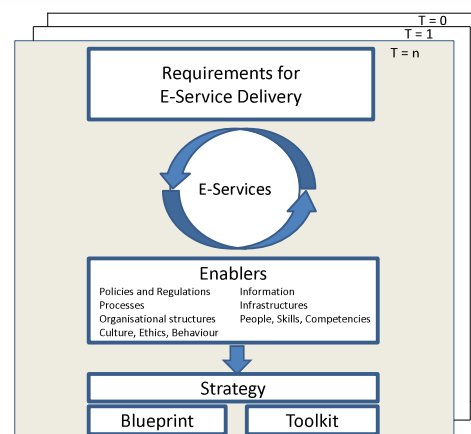 T = 0
T = 1
T = n
Requirements for
E-Service Delivery
E-Services
Enablers
Policies and Regulations
Processes
Organisational structures
Culture, Ethics, Behaviour
Information
Infrastructures
People, Skills, Competencies
Strategy
Blueprint
Toolkit